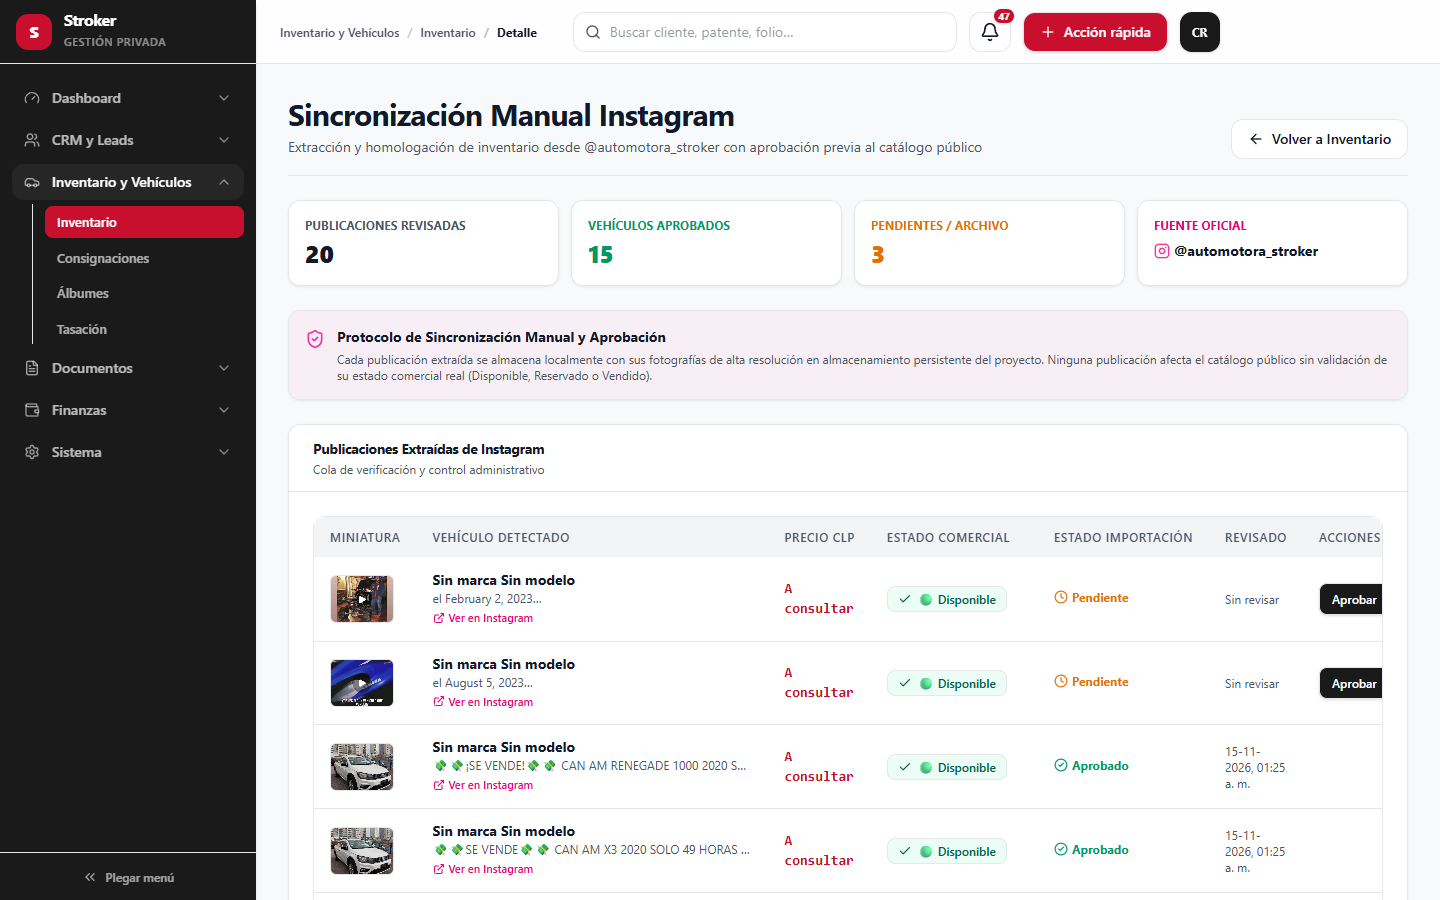 S
Stroker
GESTIÓN PRIVADA
Dashboard
CRM y Leads
Inventario y Vehículos
Inventario
Consignaciones
Álbumes
Tasación
Documentos
Finanzas
Sistema
Plegar menú
Inventario y Vehículos / Inventario / Detalle
Buscar cliente, patente, folio...
47
Acción rápida
CR
Sincronización Manual Instagram
Extracción y homologación de inventario desde @automotora_stroker con aprobación previa al catálogo público
Volver a Inventario
PUBLICACIONES REVISADAS
20
VEHÍCULOS APROBADOS
15
PENDIENTES / ARCHIVO
3
FUENTE OFICIAL
@automotora_stroker
Protocolo de Sincronización Manual y Aprobación
Cada publicación extraída se almacena localmente con sus fotografías de alta resolución en almacenamiento persistente del proyecto. Ninguna publicación afecta el catálogo público sin validación de
su estado comercial real (Disponible, Reservado o Vendido).
Publicaciones Extraídas de Instagram
Cola de verificación y control administrativo
MINIATURA VEHÍCULO DETECTADO PRECIO CLP ESTADO COMERCIAL ESTADO IMPORTACIÓN REVISADO ACCIONES
Sin marca Sin modelo
el February 2, 2023...
Ver en Instagram
A
consultar
Disponible
Pendiente
Sin revisar
Aprobar
Sin marca Sin modelo
el August 5, 2023...
Ver en Instagram
A
consultar
Disponible
Pendiente
Sin revisar
Aprobar
Sin marca Sin modelo
💸 💸¡SE VENDE!💸 💸 CAN AM RENEGADE 1000 2020 S...
Ver en Instagram
A
consultar
Disponible
Aprobado
15-11-
2026, 01:25
a. m.
Sin marca Sin modelo
💸 💸SE VENDE💸 💸 CAN AM X3 2020 SOLO 49 HORAS ...
Ver en Instagram
A
consultar
Disponible
Aprobado
15-11-
2026, 01:25
a. m.